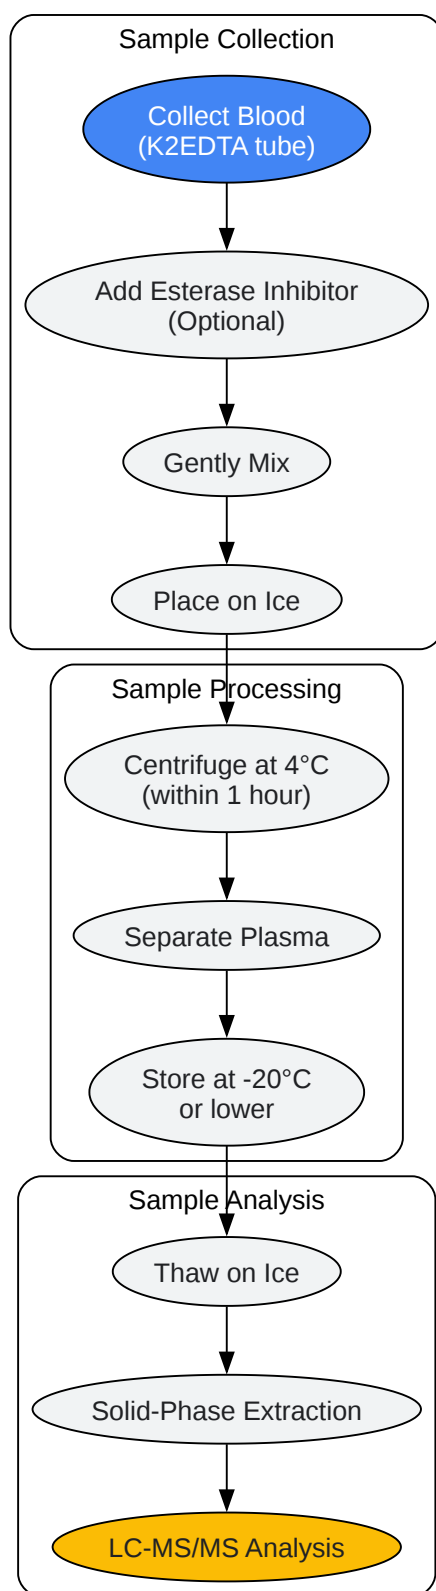 Sample Collection
Collect Blood
(K2EDTA tube)
Add Esterase Inhibitor
(Optional)
Gently Mix
Place on Ice
Sample Processing
Centrifuge at 4°C
(within 1 hour)
Separate Plasma
Store at -20°C
or lower
Sample Analysis
Thaw on Ice
Solid-Phase Extraction
LC-MS/MS Analysis